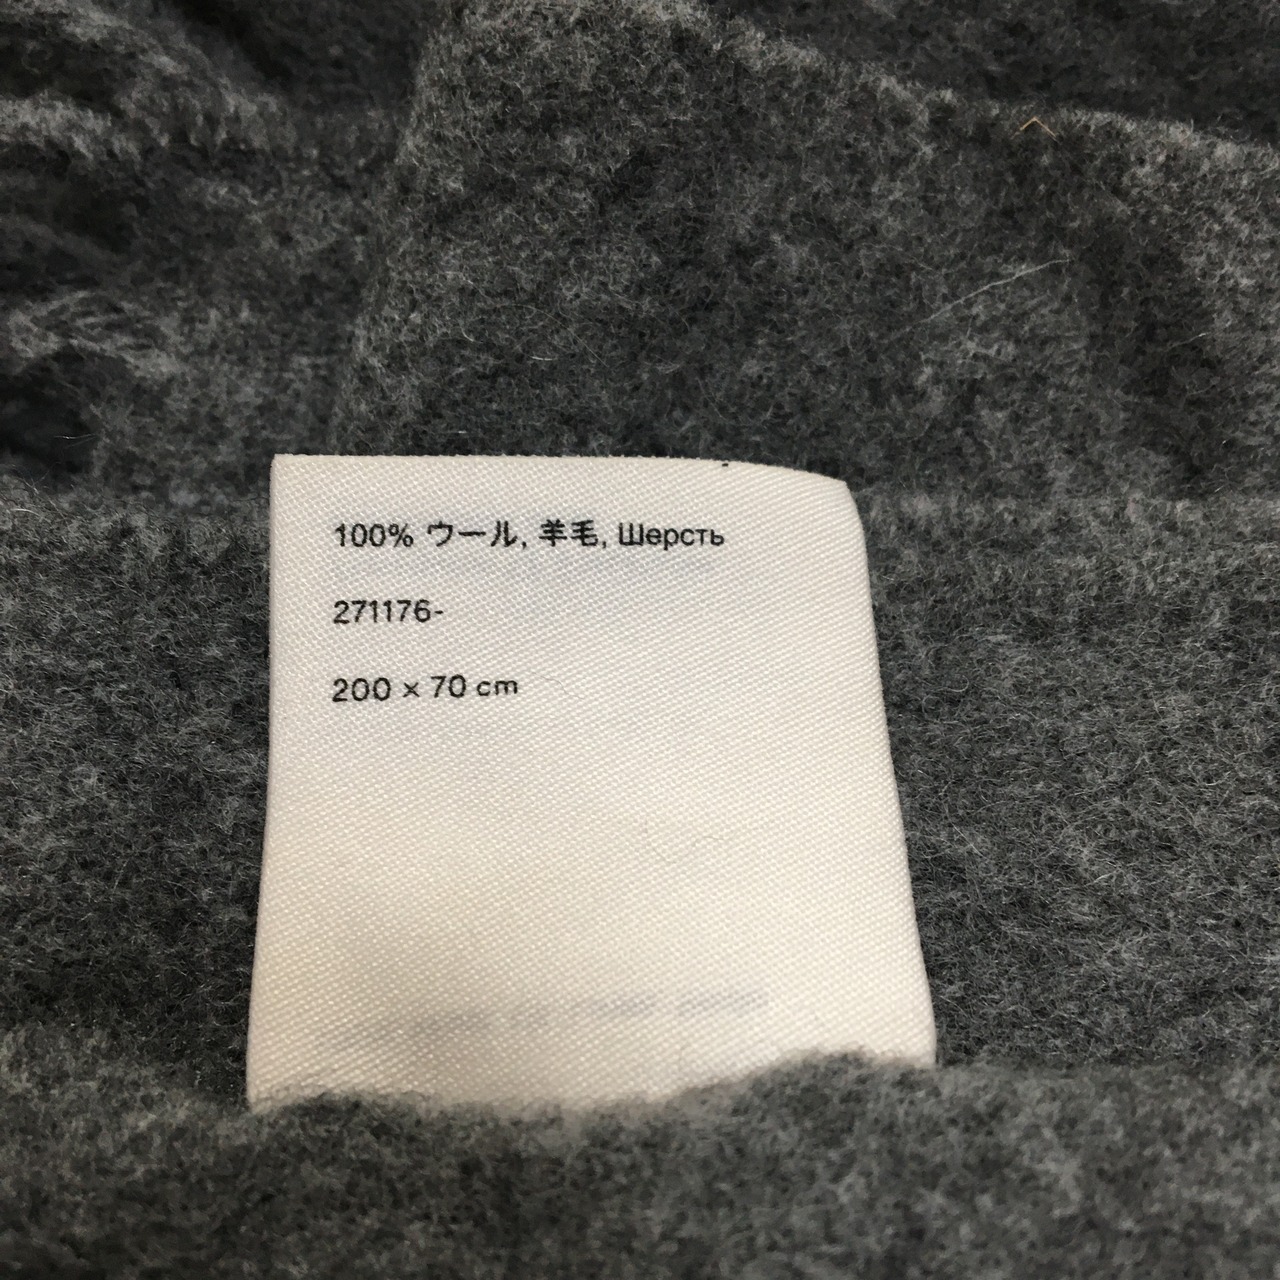 100% ウール, 羊毛, Шерсть
271176-
200 × 70 cm